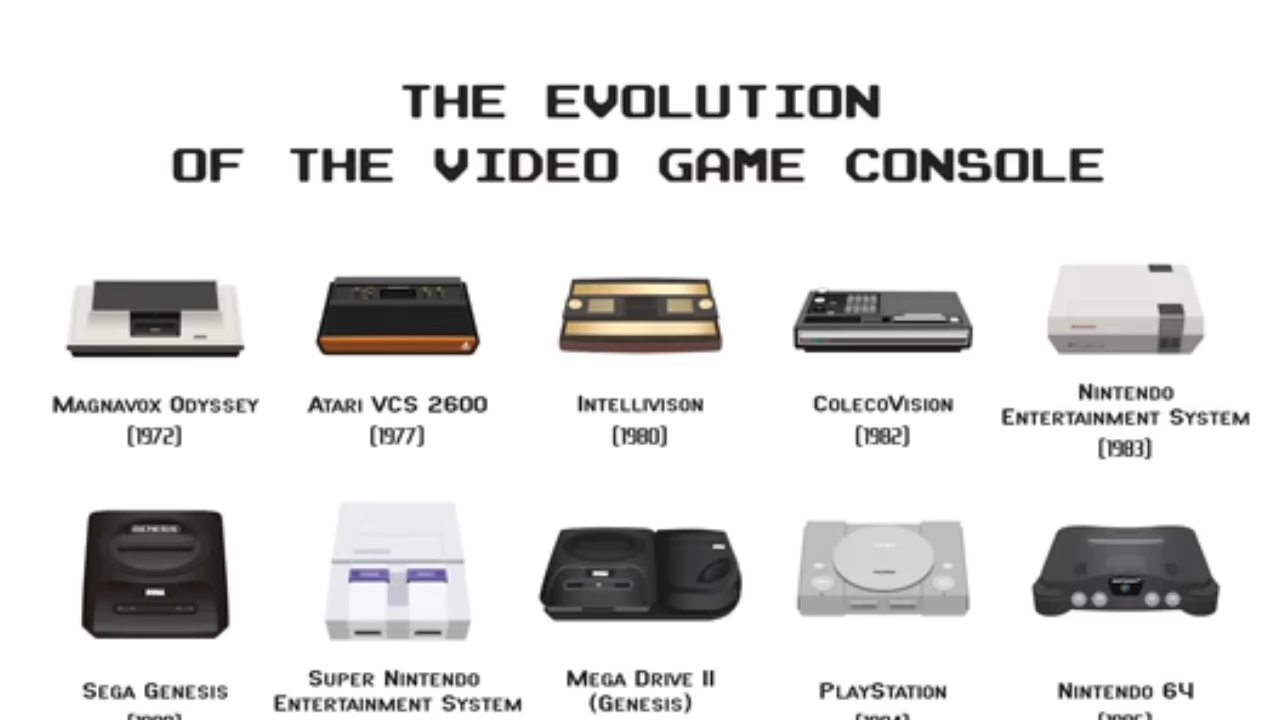 THE EVOLUTION
OF THE VIDEO GAME CONSOLE
MAGNAVOX ODYSSEY
(1972)
ATARI VCS 2600
(1977)
INTELLIVISON
(1980)
COLECOVISION
(1982)
NINTENDO
ENTERTAINMENT SYSTEM
(1983)
GENESIS
SEGA GENESIS
SUPER NINTENDO
ENTERTAINMENT SYSTEM
MEGA DRIVE II
(GENESIS)
PLAYSTATION
NINTENDO 64